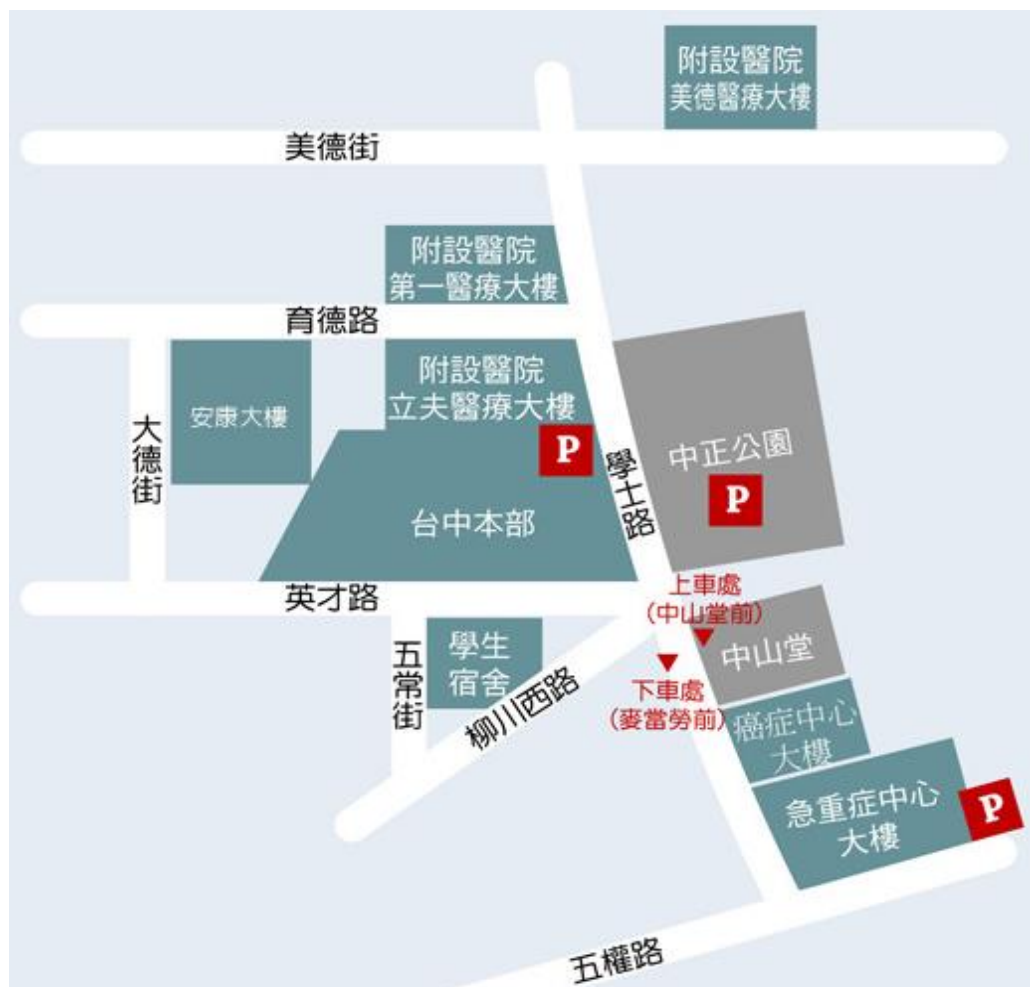 附設醫院
美德醫療大樓
美德街
附設醫院
第一醫療大樓
育德路
附設醫院
立夫醫療大樓
安康大樓
大德街
P
學士路
中正公園
P
台中本部
英才路
上車處
(中山堂前)
學生
宿舍
五常街
中山堂
下車處
(麥當勞前)
柳川西路
癌症中心
大樓
急重症中心
大樓
P
五權路